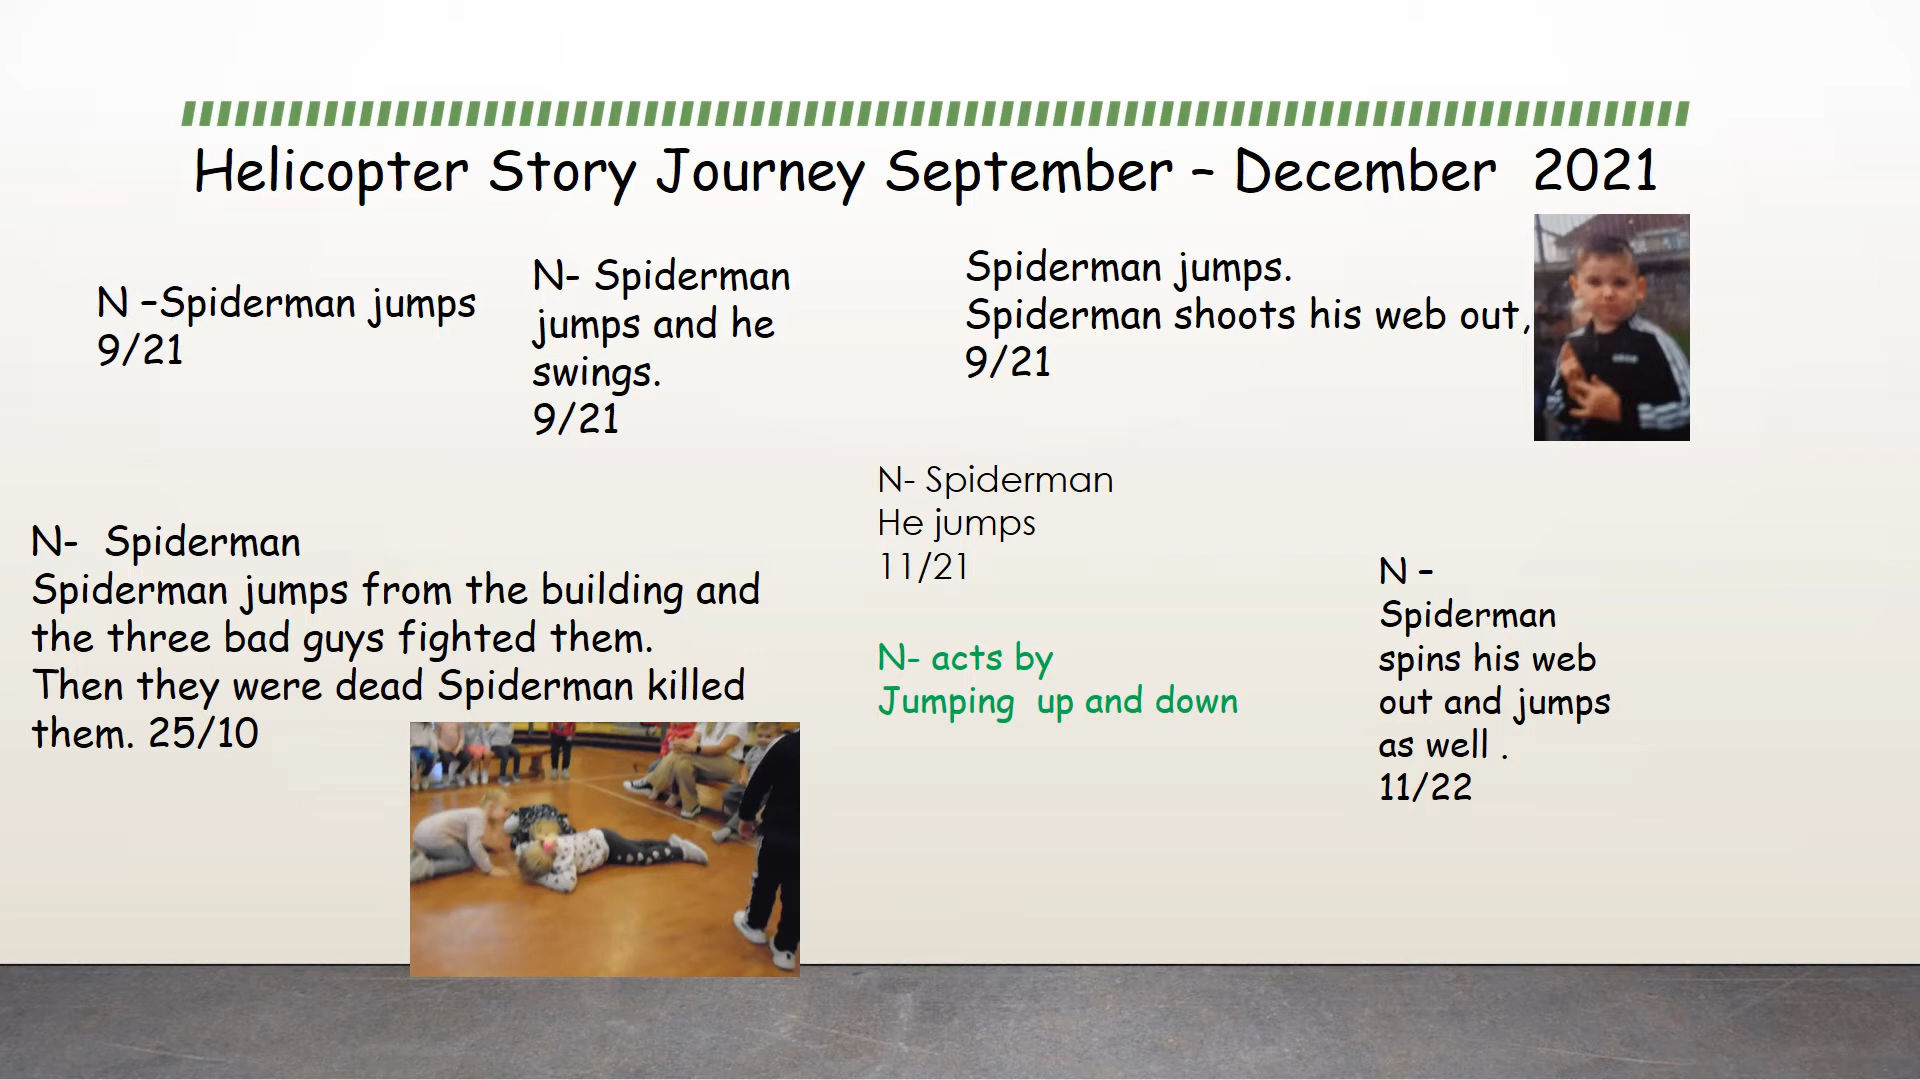 Helicopter Story Journey September – December 2021
N –Spiderman jumps
9/21
N- Spiderman
jumps and he
swings.
9/21
Spiderman jumps.
Spiderman shoots his web out,
9/21
N- Spiderman
Spiderman jumps from the building and
the three bad guys fighted them.
Then they were dead Spiderman killed
them. 25/10
N- Spiderman
He jumps
11/21
N- acts by
Jumping up and down
N –
Spiderman
spins his web
out and jumps
as well .
11/22